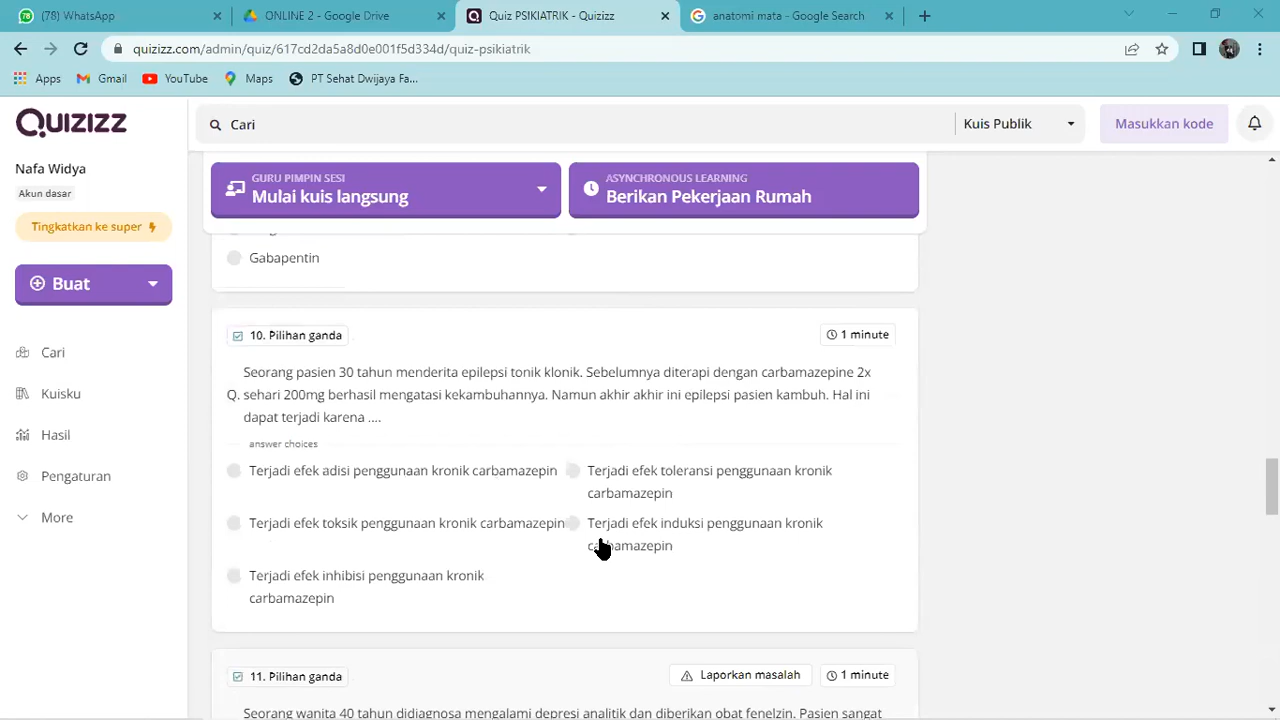 (78) WhatsApp
ONLINE 2 - Google Drive
Quiz PSIKIATRIK - Quizizz
anatomi mata - Google Search
quizizz.com/admin/quiz/617cd2da5a8d0e001f5d334d/quiz-psikiatrik
Apps
Gmail
YouTube
Maps
PT Sehat Dwijaya Fa...
QUIZIZZ
Cari
Kuis Publik
Masukkan kode
Nafa Widya
Akun dasar
Tingkatkan ke super
Buat
Cari
Kuisku
Hasil
Pengaturan
More
GURU PIMPIN SESI
Mulai kuis langsung
ASYNCHRONOUS LEARNING
Berikan Pekerjaan Rumah
Gabapentin
10. Pilihan ganda
1 minute
Seorang pasien 30 tahun menderita epilepsi tonik klonik. Sebelumnya diterapi dengan carbamazepine 2x
Q. sehari 200mg berhasil mengatasi kekambuhannya. Namun akhir akhir ini epilepsi pasien kambuh. Hal ini
dapat terjadi karena ....
answer choices
Terjadi efek adisi penggunaan kronik carbamazepin
Terjadi efek toleransi penggunaan kronik
carbamazepin
Terjadi efek toksik penggunaan kronik carbamazepin
Terjadi efek induksi penggunaan kronik
carbamazepin
Terjadi efek inhibisi penggunaan kronik
carbamazepin
11. Pilihan ganda
Laporkan masalah
1 minute
Seorang wanita 40 tahun didiagnosa mengalami depresi analitik dan diberikan obat fenelzin. Pasien sangat